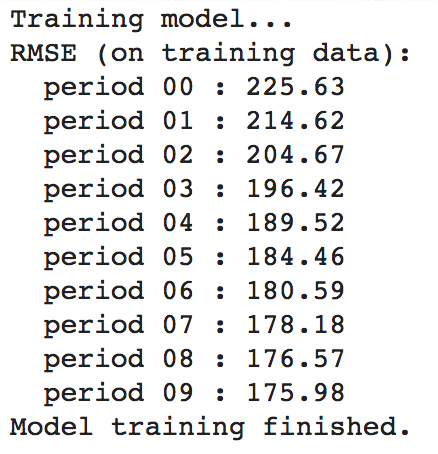 Training model...
RMSE (on training data):
  period 00 : 225.63
  period 01 : 214.62
  period 02 : 204.67
  period 03 : 196.42
  period 04 : 189.52
  period 05 : 184.46
  period 06 : 180.59
  period 07 : 178.18
  period 08 : 176.57
  period 09 : 175.98
Model training finished.